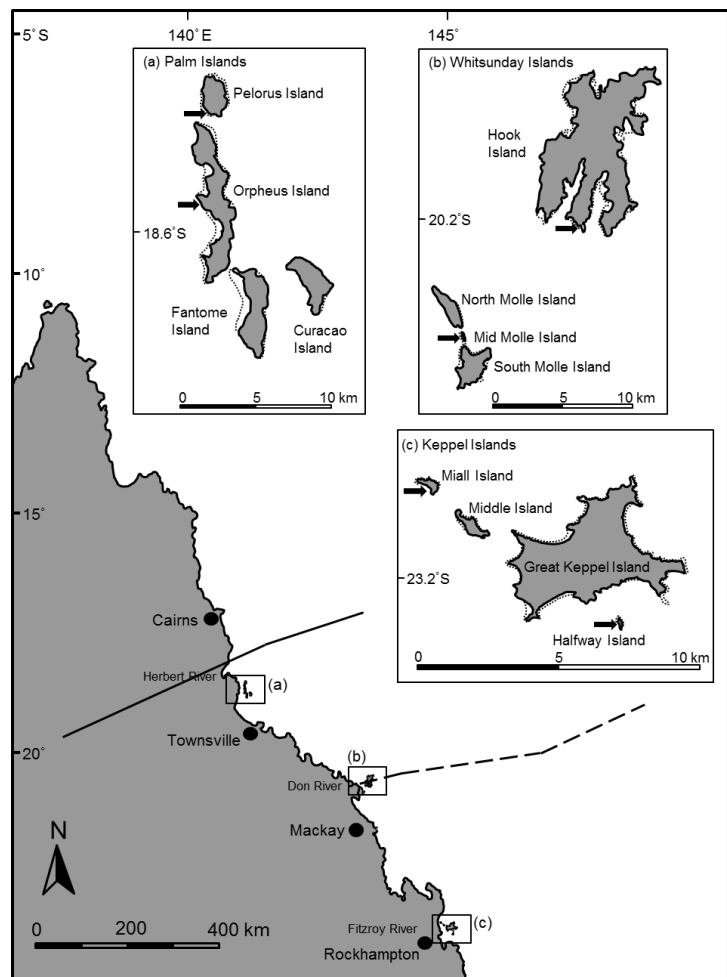 140˚E
145˚
5˚S
10˚
15˚
20˚
(a) Palm Islands
Pelorus Island
Orpheus Island
18.6˚S
Fantome
Island
Curacao
Island
0 5 10 km
(b) Whitsunday Islands
Hook
Island
20.2˚S
North Molle Island
Mid Molle Island
South Molle Island
0 5 10 km
(c) Keppel Islands
Miall Island
Middle Island
Great Keppel Island
23.2˚S
Halfway Island
0 5 10 km
Cairns
Herbert River
(a)
Townsville
(b)
Don River
Mackay
N
Fitzroy River
(c)
Rockhampton
0 200 400 km